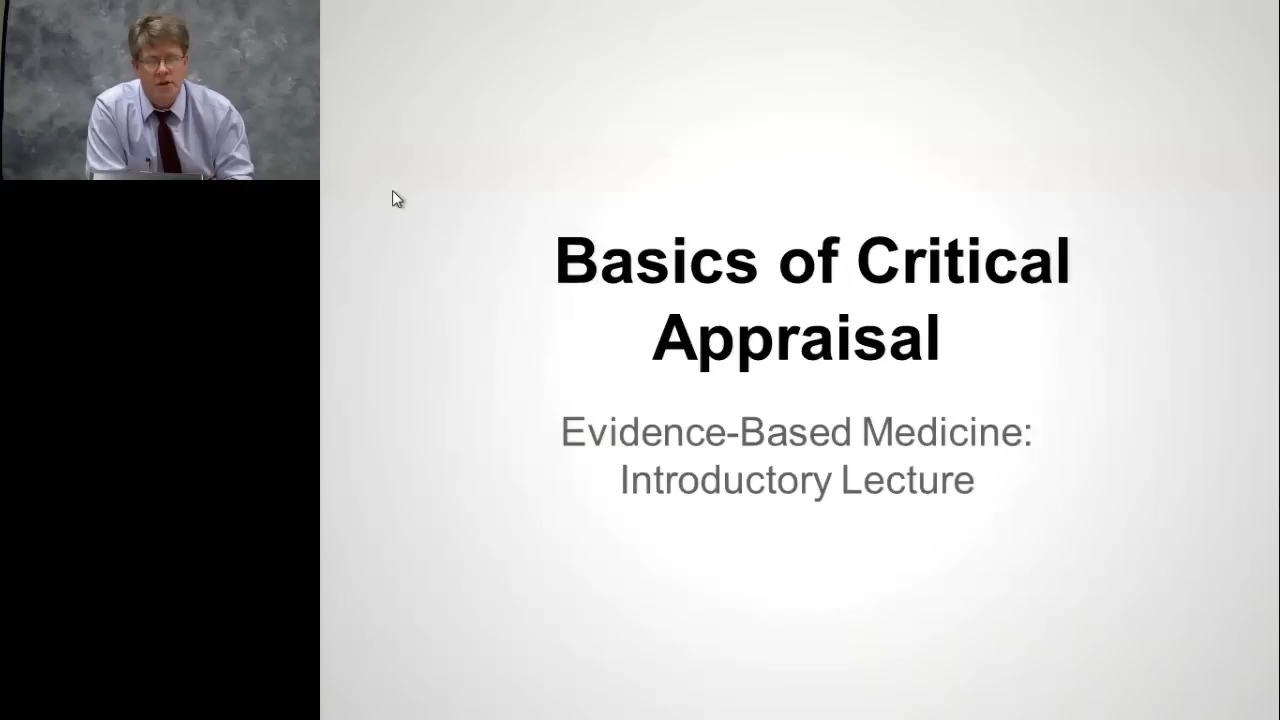 Basics of Critical
Appraisal
Evidence-Based Medicine:
Introductory Lecture